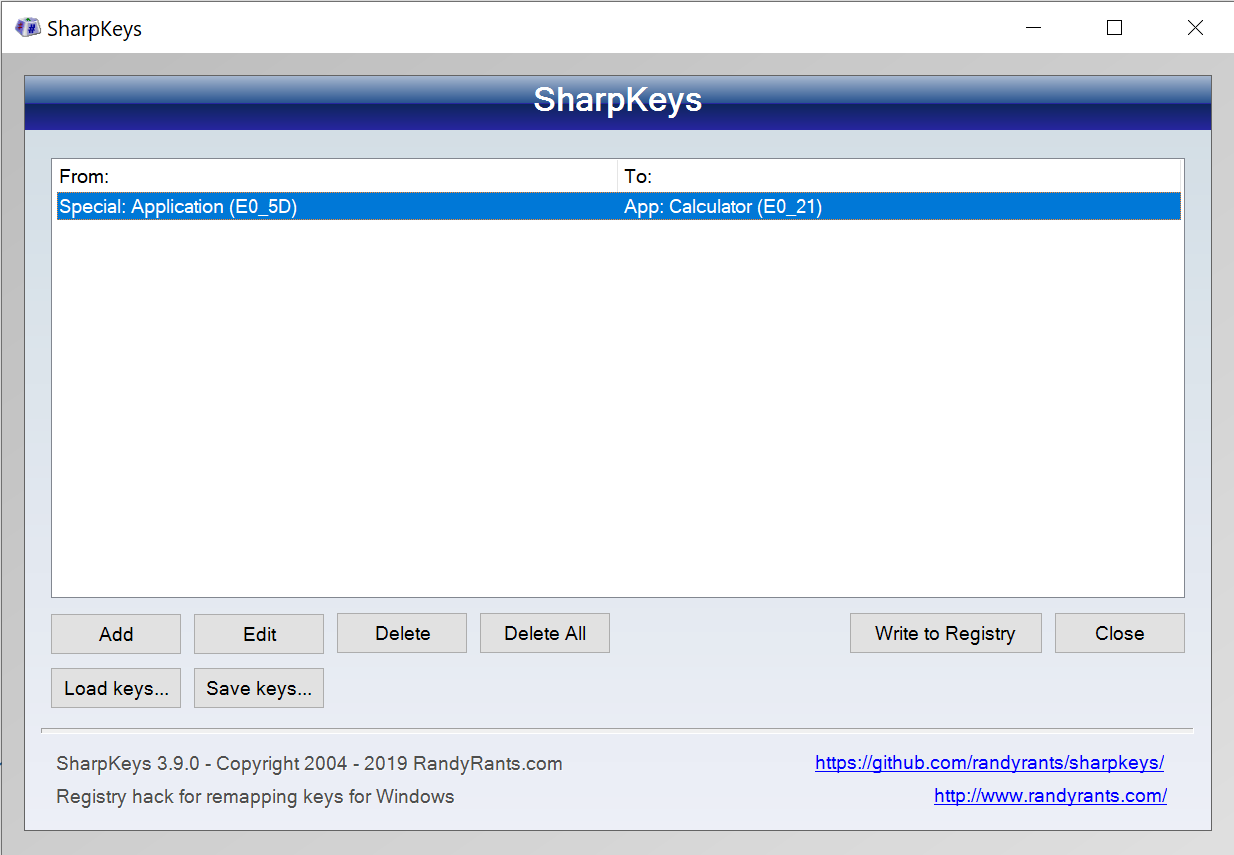 SharpKeys
SharpKeys
From: To:
Special: Application (E0_5D) App: Calculator (E0_21)
Add Edit Delete Delete All Write to Registry Close
Load keys... Save keys...
SharpKeys 3.9.0 - Copyright 2004 - 2019 RandyRants.com https://github.com/randyrants/sharpkeys/
Registry hack for remapping keys for Windows http://www.randyrants.com/